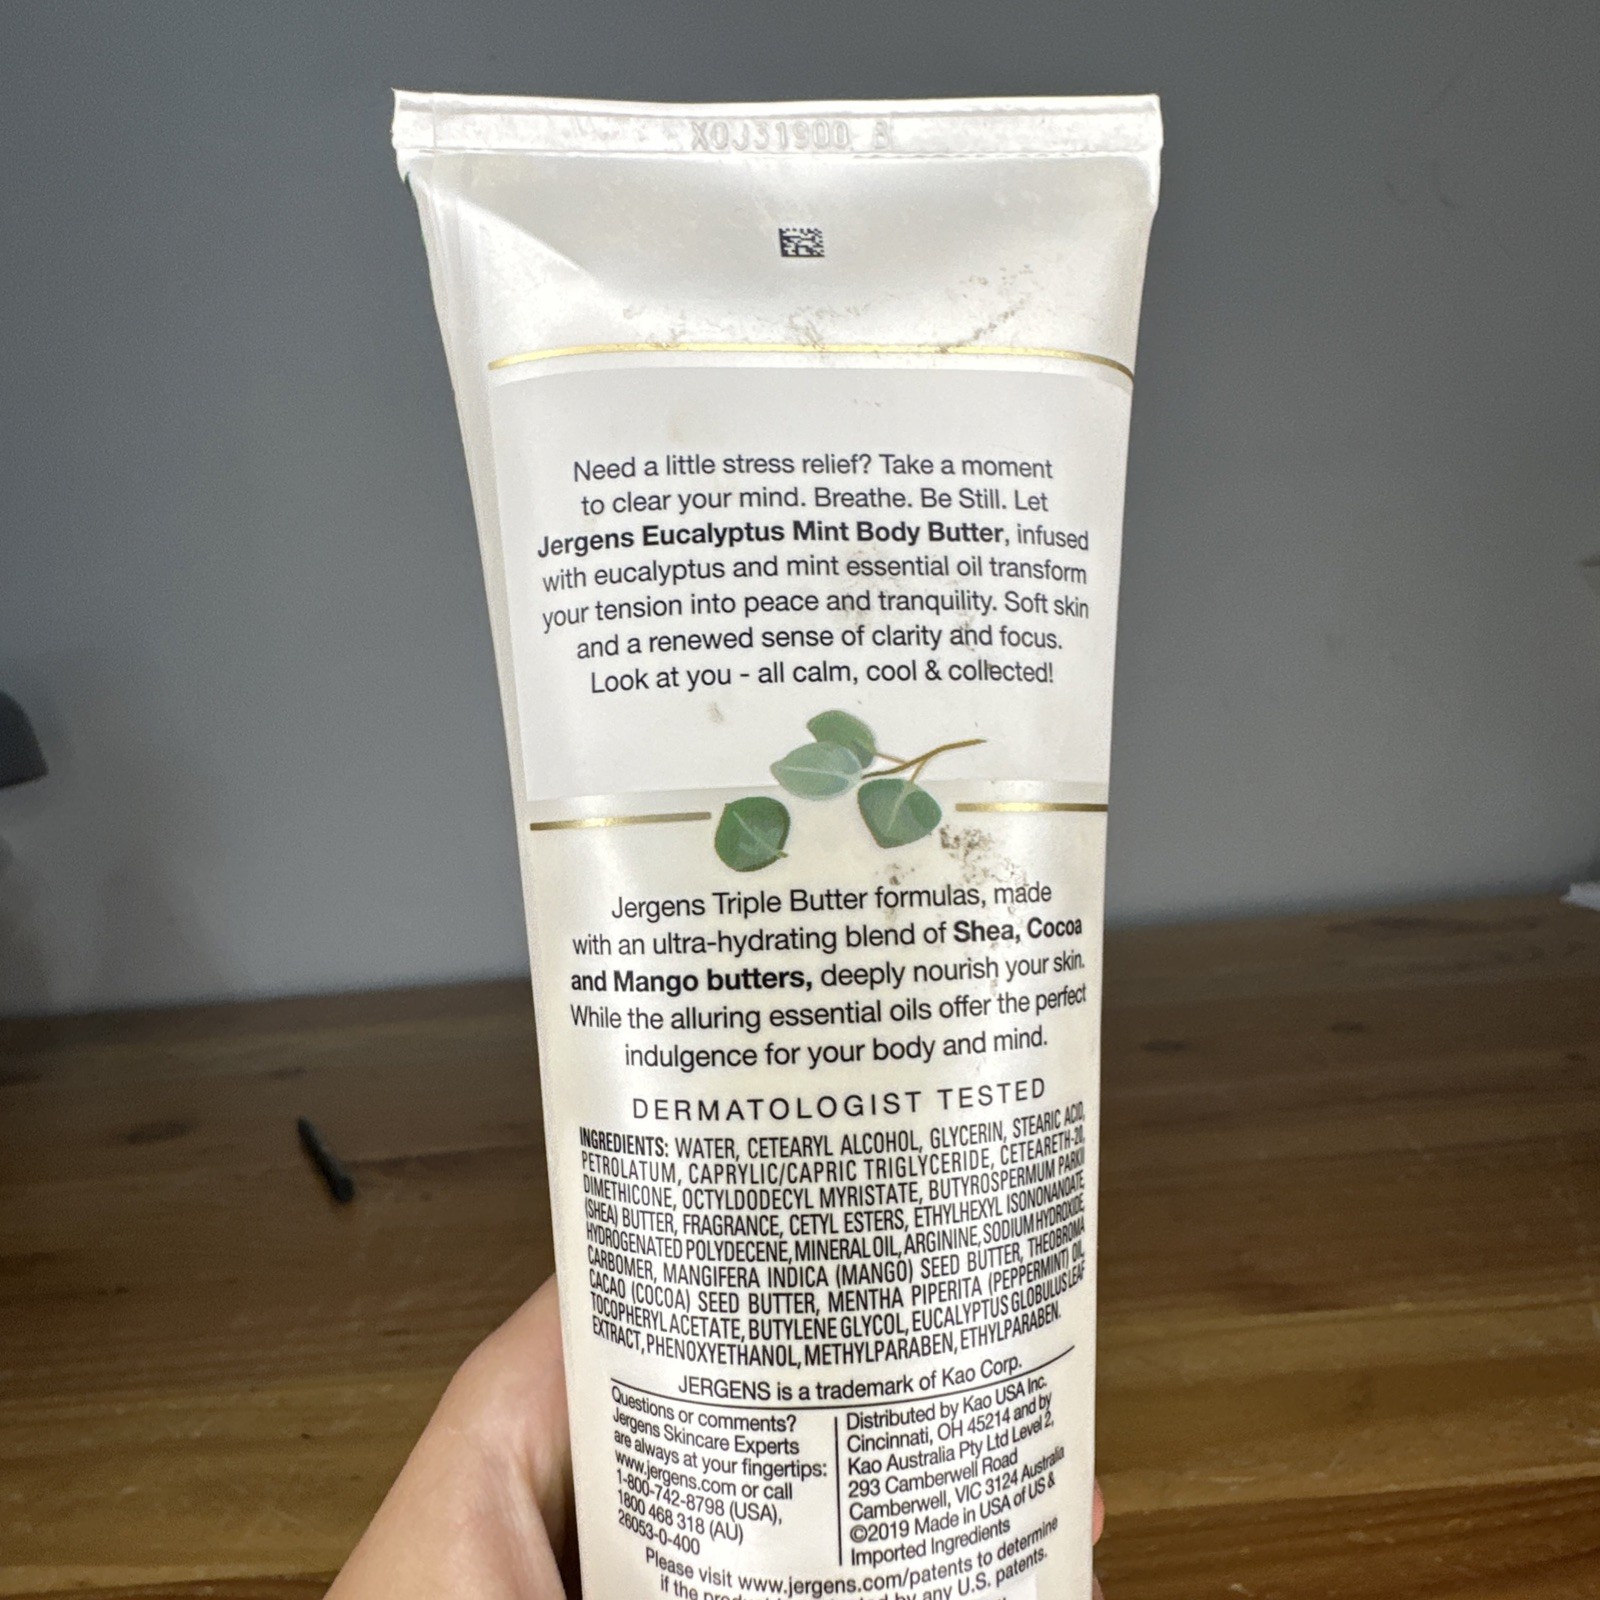 XOJ31900 B
Need a little stress relief? Take a moment
to clear your mind. Breathe. Be Still. Let
Jergens Eucalyptus Mint Body Butter, infused
with eucalyptus and mint essential oil transform
your tension into peace and tranquility. Soft skin
and a renewed sense of clarity and focus.
Look at you - all calm, cool & collected!
Jergens Triple Butter formulas, made
with an ultra-hydrating blend of Shea, Cocoa
and Mango butters, deeply nourish your skin.
While the alluring essential oils offer the perfect
indulgence for your body and mind.
DERMATOLOGIST TESTED
INGREDIENTS: WATER, CETEARYL ALCOHOL, GLYCERIN, STEARIC ACID,
PETROLATUM, CAPRYLIC/CAPRIC TRIGLYCERIDE, CETEARETH-20,
DIMETHICONE, OCTYLDODECYL MYRISTATE, BUTYROSPERMUM PARKII
(SHEA) BUTTER, FRAGRANCE, CETYL ESTERS, ETHYLHEXYL ISONONANOATE,
HYDROGENATED POLYDECENE, MINERAL OIL, ARGININE, SODIUM HYDROXIDE,
CARBOMER, MANGIFERA INDICA (MANGO) SEED BUTTER, THEOBROMA
CACAO (COCOA) SEED BUTTER, MENTHA PIPERITA (PEPPERMINT) OIL,
TOCOPHERYL ACETATE, BUTYLENE GLYCOL, EUCALYPTUS GLOBULUS LEAF
EXTRACT, PHENOXYETHANOL, METHYLPARABEN, ETHYLPARABEN.
JERGENS is a trademark of Kao Corp.
Questions or comments?
Jergens Skincare Experts
are always at your fingertips:
www.jergens.com or call
1-800-742-8798 (USA),
1800 468 318 (AU)
26053-0-400
Distributed by Kao USA Inc.
Cincinnati, OH 45214 and by
Kao Australia Pty Ltd Level 2,
293 Camberwell Road
Camberwell, VIC 3124 Australia
©2019 Made in USA of US &
Imported Ingredients
Please visit www.jergens.com/patents to determine
if the by any U.S. patents.